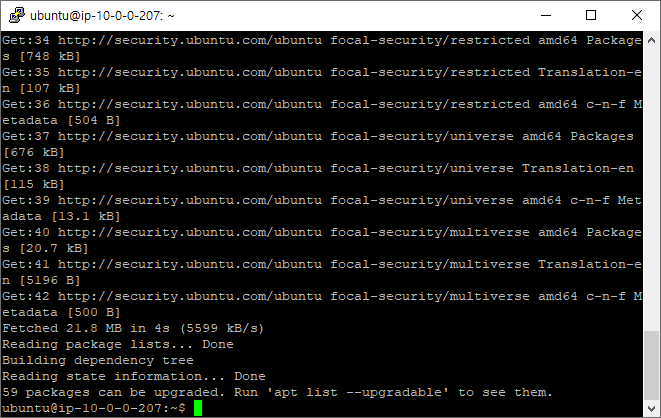 ubuntu@ip-10-0-0-207: ~
Get:34 http://security.ubuntu.com/ubuntu focal-security/restricted amd64 Package
s [748 kB]
Get:35 http://security.ubuntu.com/ubuntu focal-security/restricted Translation-e
n [107 kB]
Get:36 http://security.ubuntu.com/ubuntu focal-security/restricted amd64 c-n-f M
etadata [504 B]
Get:37 http://security.ubuntu.com/ubuntu focal-security/universe amd64 Packages
[676 kB]
Get:38 http://security.ubuntu.com/ubuntu focal-security/universe Translation-en
[115 kB]
Get:39 http://security.ubuntu.com/ubuntu focal-security/universe amd64 c-n-f Met
adata [13.1 kB]
Get:40 http://security.ubuntu.com/ubuntu focal-security/multiverse amd64 Package
s [20.7 kB]
Get:41 http://security.ubuntu.com/ubuntu focal-security/multiverse Translation-e
n [5196 B]
Get:42 http://security.ubuntu.com/ubuntu focal-security/multiverse amd64 c-n-f M
etadata [500 B]
Fetched 21.8 MB in 4s (5599 kB/s)
Reading package lists... Done
Building dependency tree
Reading state information... Done
59 packages can be upgraded. Run 'apt list --upgradable' to see them.
ubuntu@ip-10-0-0-207:~$